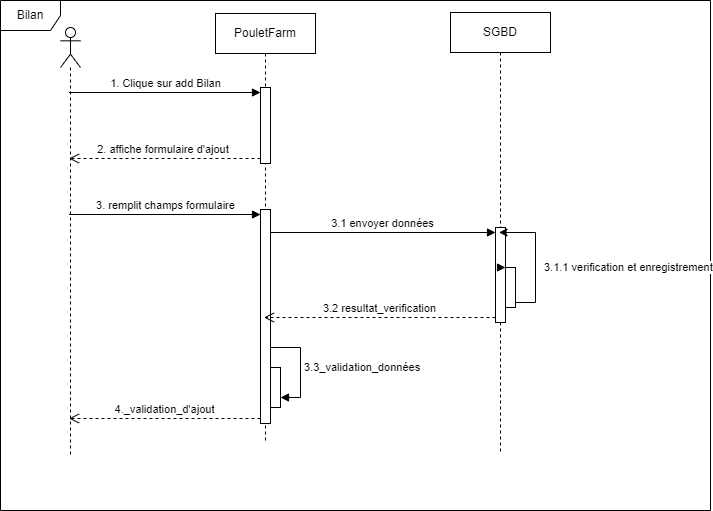 Bilan
PouletFarm
SGBD
1. Clique sur add Bilan
2. affiche formulaire d'ajout
3. remplit champs formulaire
3.1 envoyer données
3.1.1 verification et enregistrement
3.2 resultat_verification
3.3_validation_données
4._validation_d'ajout